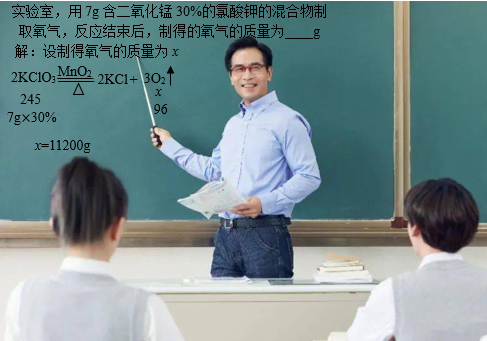 实验室，用7g含二氧化锰30%的氯酸钾的混合物制
取氧气，反应结束后，制得的氧气的质量为____g
解：设制得氧气的质量为x
2KClO₃ MnO₂ △ 2KCl + 3O₂↑
x
245 96
7g×30%
x=11200g